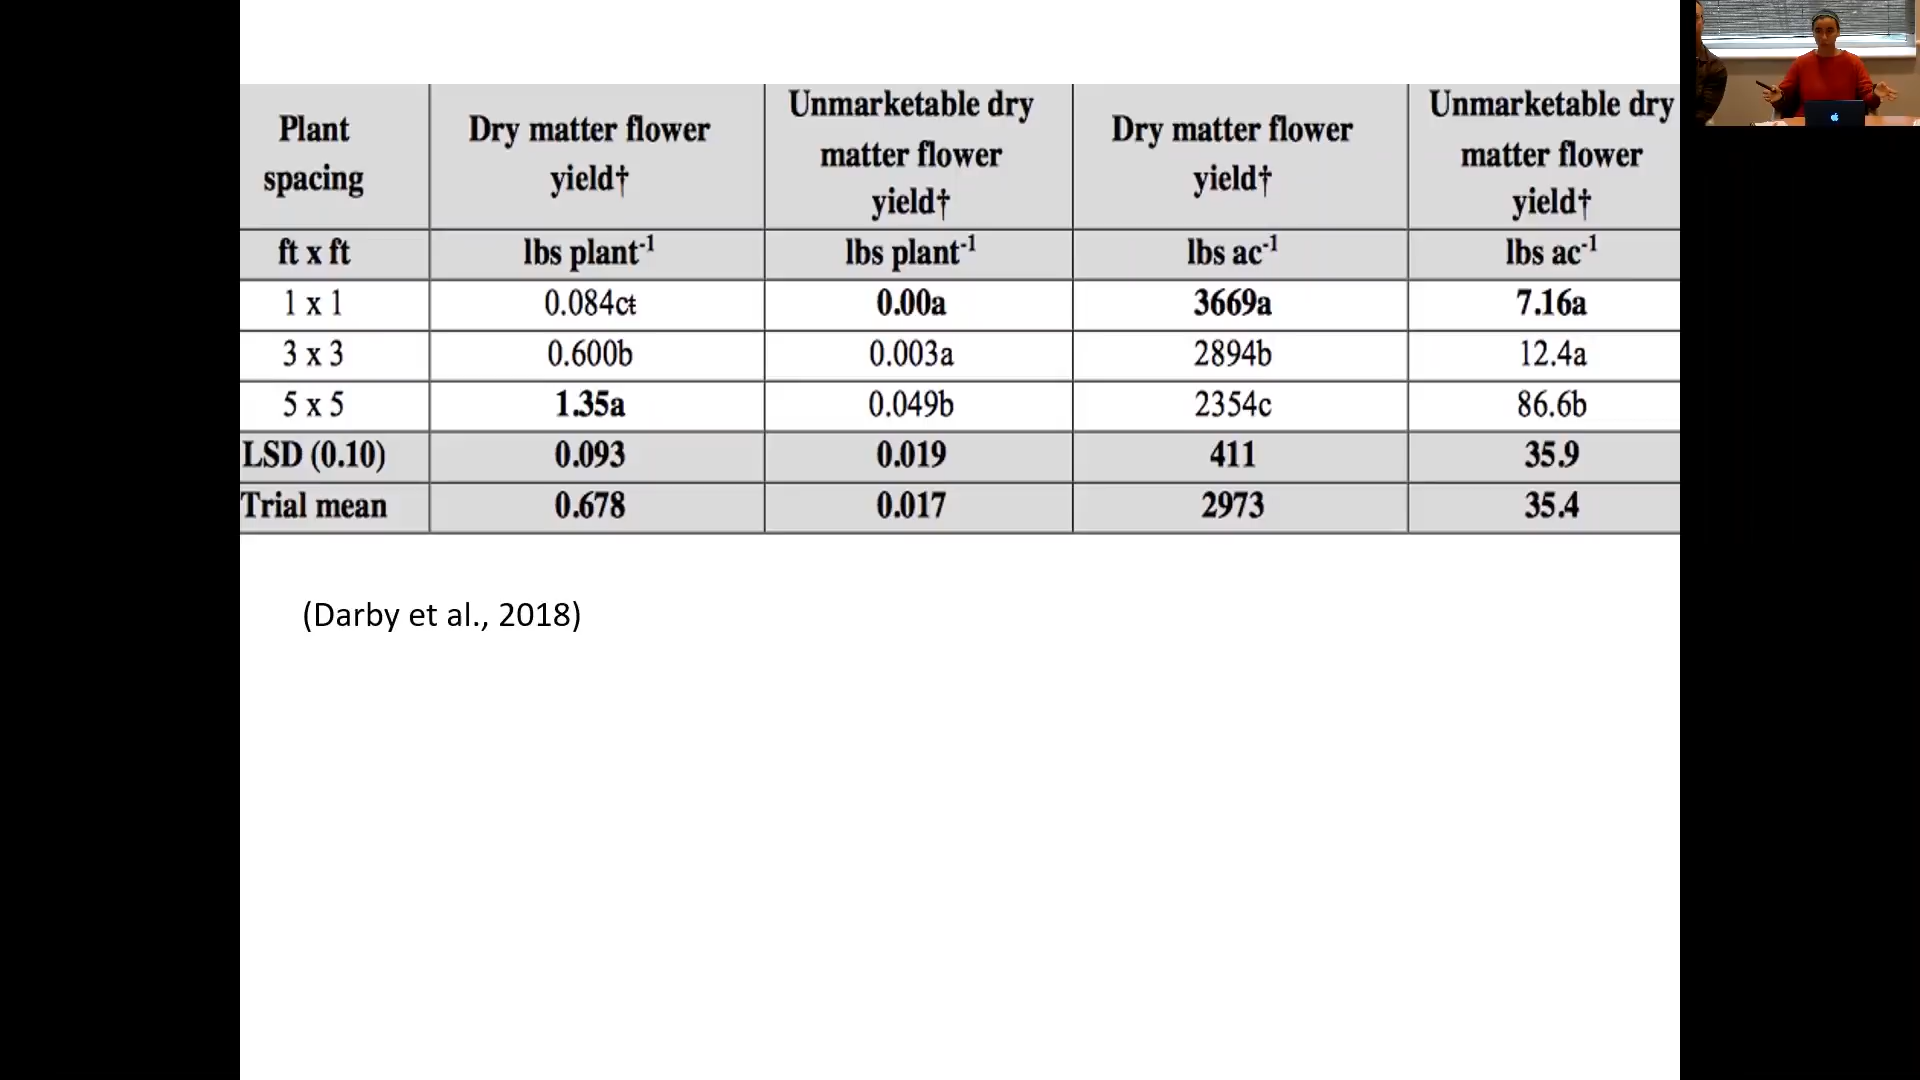 Plant spacing | Dry matter flower yield† | Unmarketable dry matter flower yield† | Dry matter flower yield† | Unmarketable dry matter flower yield†
ft x ft | lbs plant-1 | lbs plant-1 | lbs ac-1 | lbs ac-1
1 x 1 | 0.084cŧ | 0.00a | 3669a | 7.16a
3 x 3 | 0.600b | 0.003a | 2894b | 12.4a
5 x 5 | 1.35a | 0.049b | 2354c | 86.6b
LSD (0.10) | 0.093 | 0.019 | 411 | 35.9
Trial mean | 0.678 | 0.017 | 2973 | 35.4
(Darby et al., 2018)